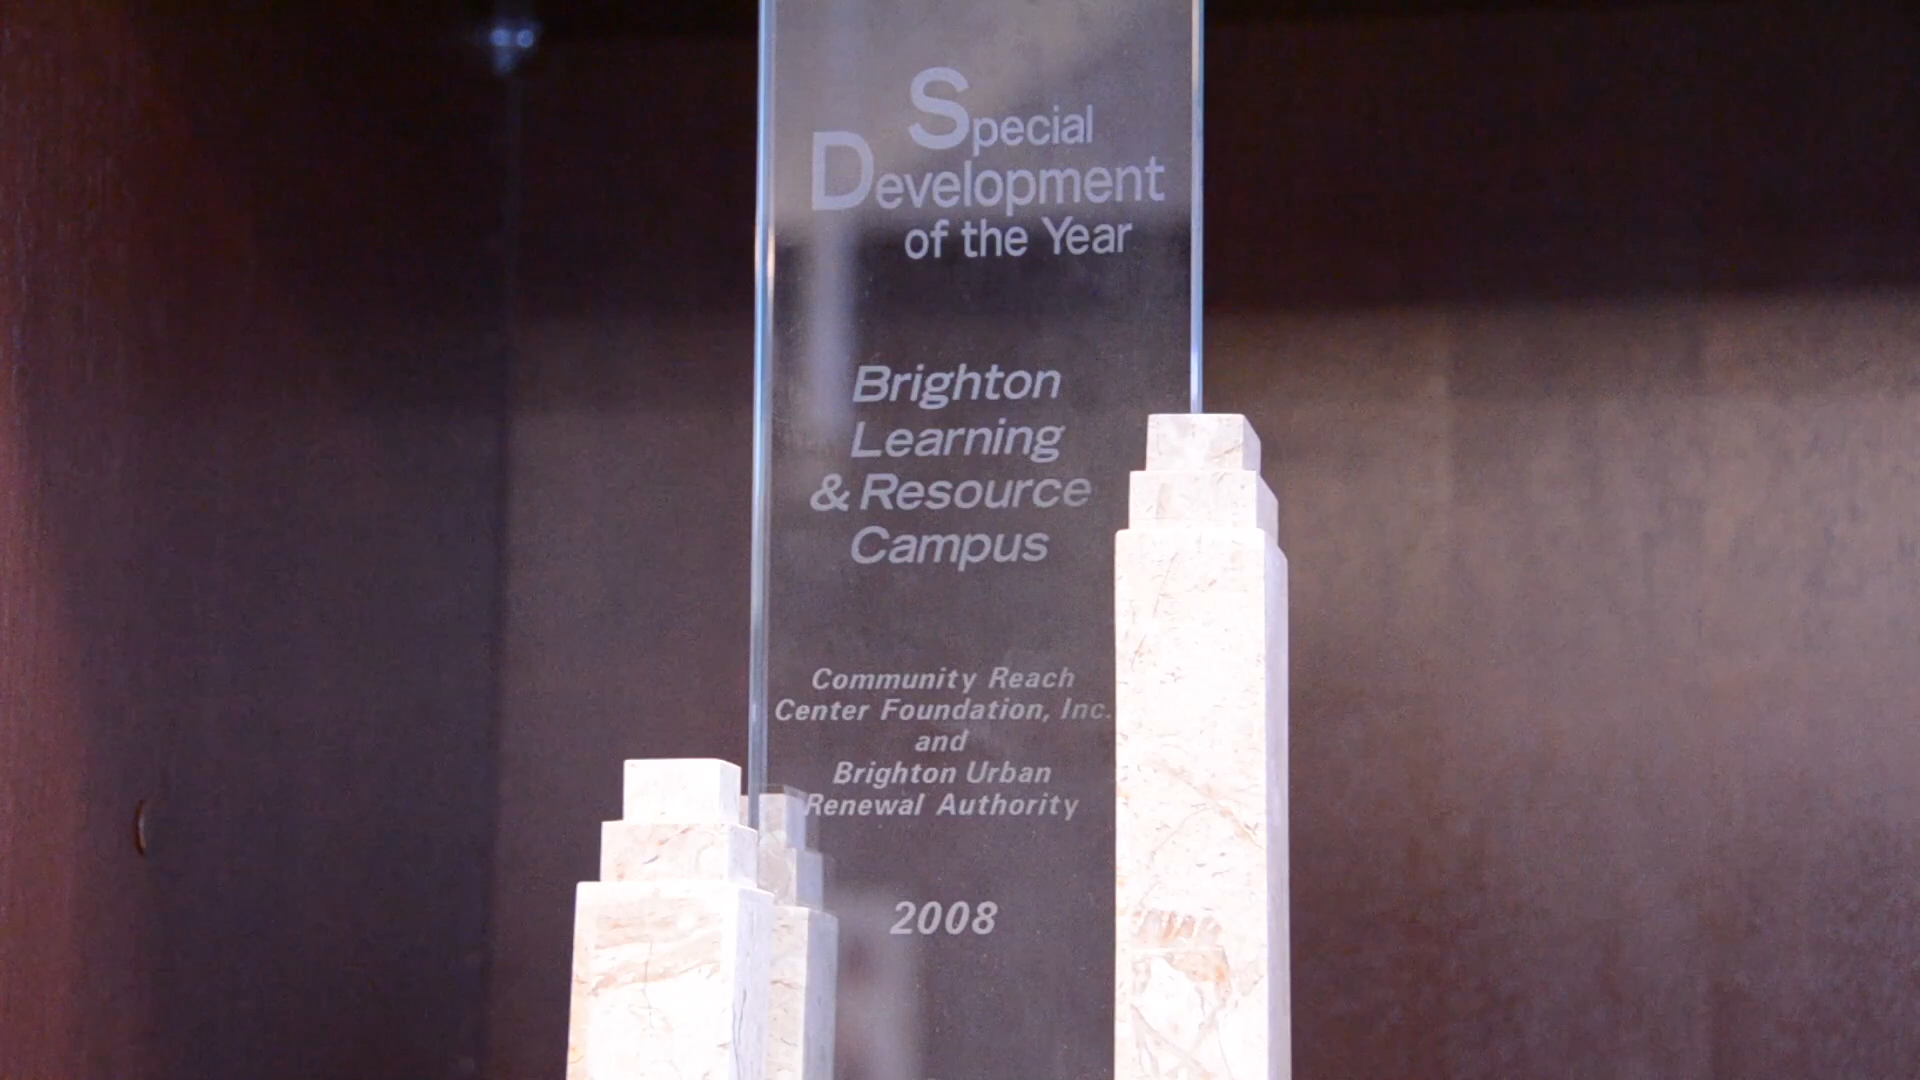 Special
Development
of the Year
Brighton
Learning
& Resource
Campus
Community Reach
Center Foundation, Inc.
and
Brighton Urban
Renewal Authority
2008